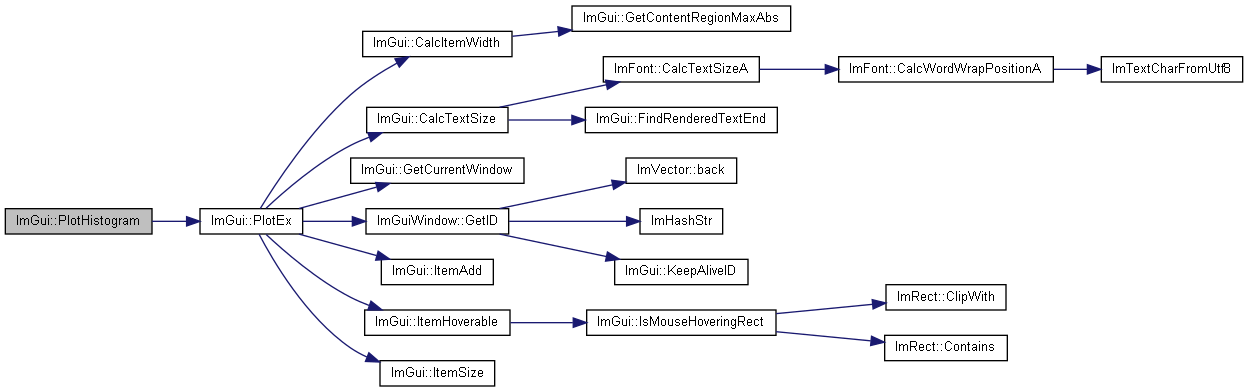 ImGui::PlotHistogram
ImGui::PlotEx
ImGui::CalcItemWidth
ImGui::GetContentRegionMaxAbs
ImGui::CalcTextSize
ImFont::CalcTextSizeA
ImFont::CalcWordWrapPositionA
ImTextCharFromUtf8
ImGui::FindRenderedTextEnd
ImGui::GetCurrentWindow
ImGuiWindow::GetID
ImVector::back
ImHashStr
ImGui::KeepAliveID
ImGui::ItemAdd
ImGui::ItemHoverable
ImGui::IsMouseHoveringRect
ImRect::ClipWith
ImRect::Contains
ImGui::ItemSize